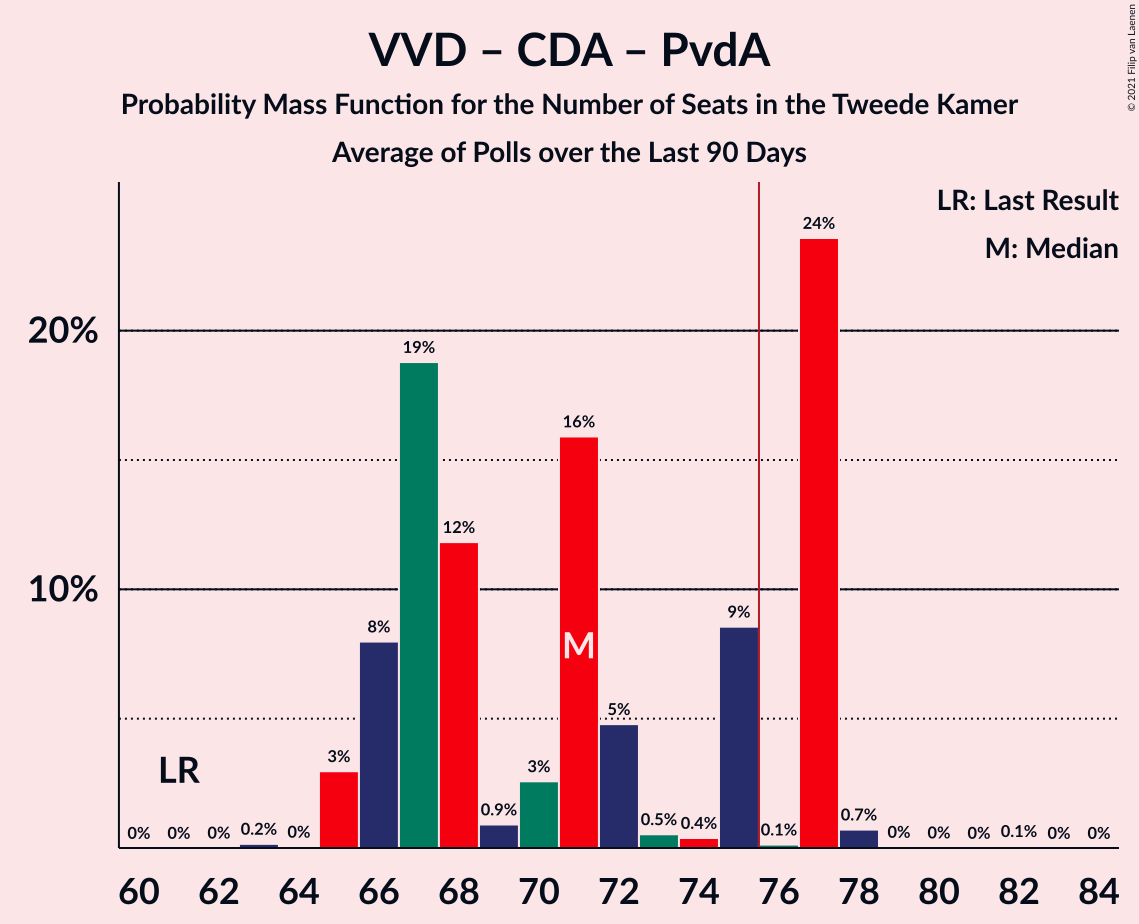 VVD – CDA – PvdA
Probability Mass Function for the Number of Seats in the Tweede Kamer
Average of Polls over the Last 90 Days
© 2021 Filip van Laenen
LR: Last Result
M: Median
20%
10%
LR
M
0% 0% 0% 0.2% 0% 3% 8% 19% 12% 0.9% 3% 16% 5% 0.5% 0.4% 9% 0.1% 24% 0.7% 0% 0% 0% 0.1% 0% 0%
60 62 64 66 68 70 72 74 76 78 80 82 84